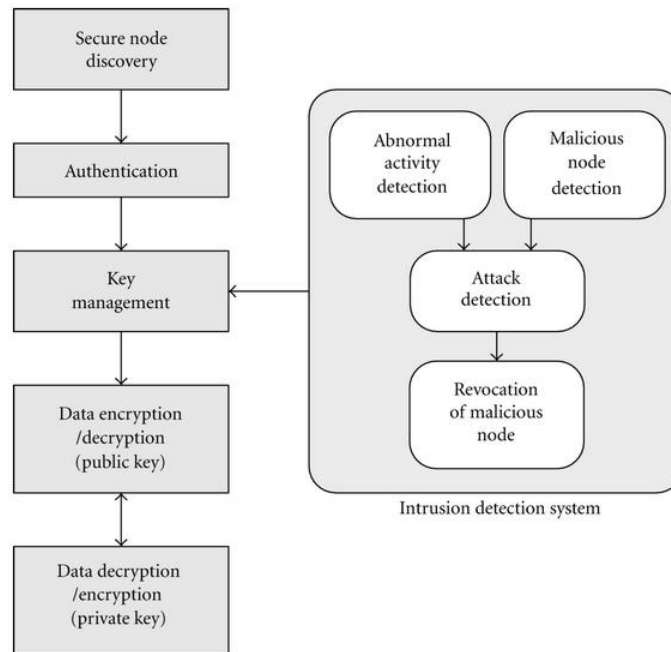 Secure node
discovery
Authentication
Key
management
Data encryption
/decryption
(public key)
Data decryption
/encryption
(private key)
Abnormal
activity
detection
Malicious
node
detection
Attack
detection
Revocation
of malicious
node
Intrusion detection system